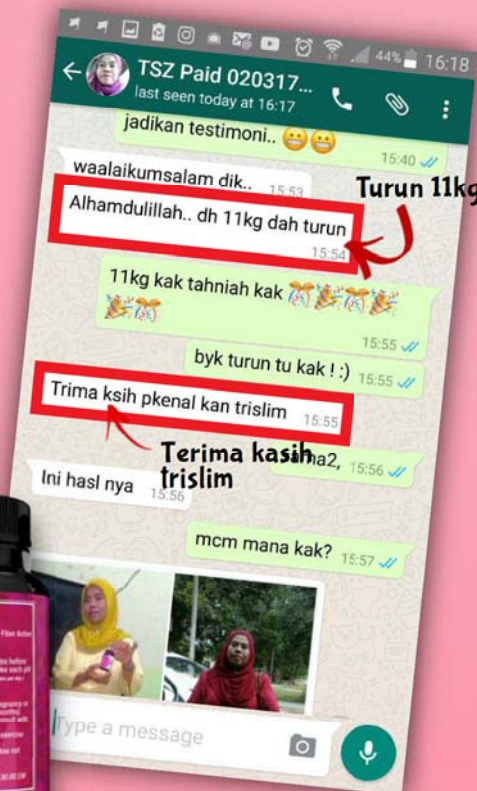 44% 16:18
TSZ Paid 020317...
last seen today at 16:17
jadikan testimoni..
15:40
waalaikumsalam dik.. 15:53
Turun 11kg
Alhamdulillah.. dh 11kg dah turun
15:54
11kg kak tahniah kak
15:55
byk turun tu kak ! :) 15:55
Trima ksih pkenal kan trislim 15:55
Terima kasih
trislim
15:56
Ini hasl nya 15:56
mcm mana kak? 15:57
Type a message
Fiber Active